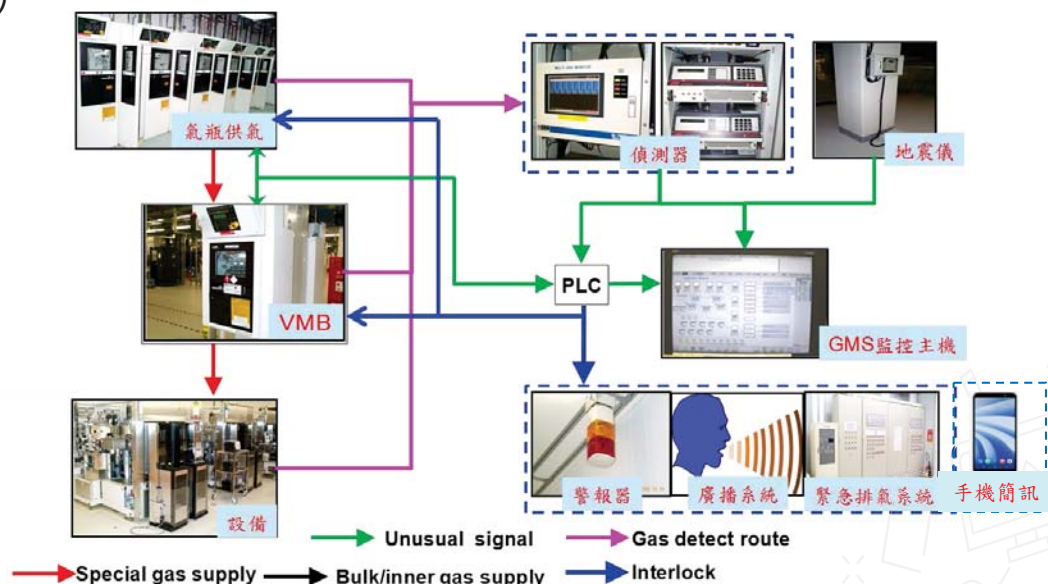 氣瓶供氣
偵測器
地震儀
VMB
PLC
GMS監控主機
設備
警報器
廣播系統
緊急排氣系統
手機簡訊
Unusual signal
Gas detect route
Special gas supply
Bulk/inner gas supply
Interlock